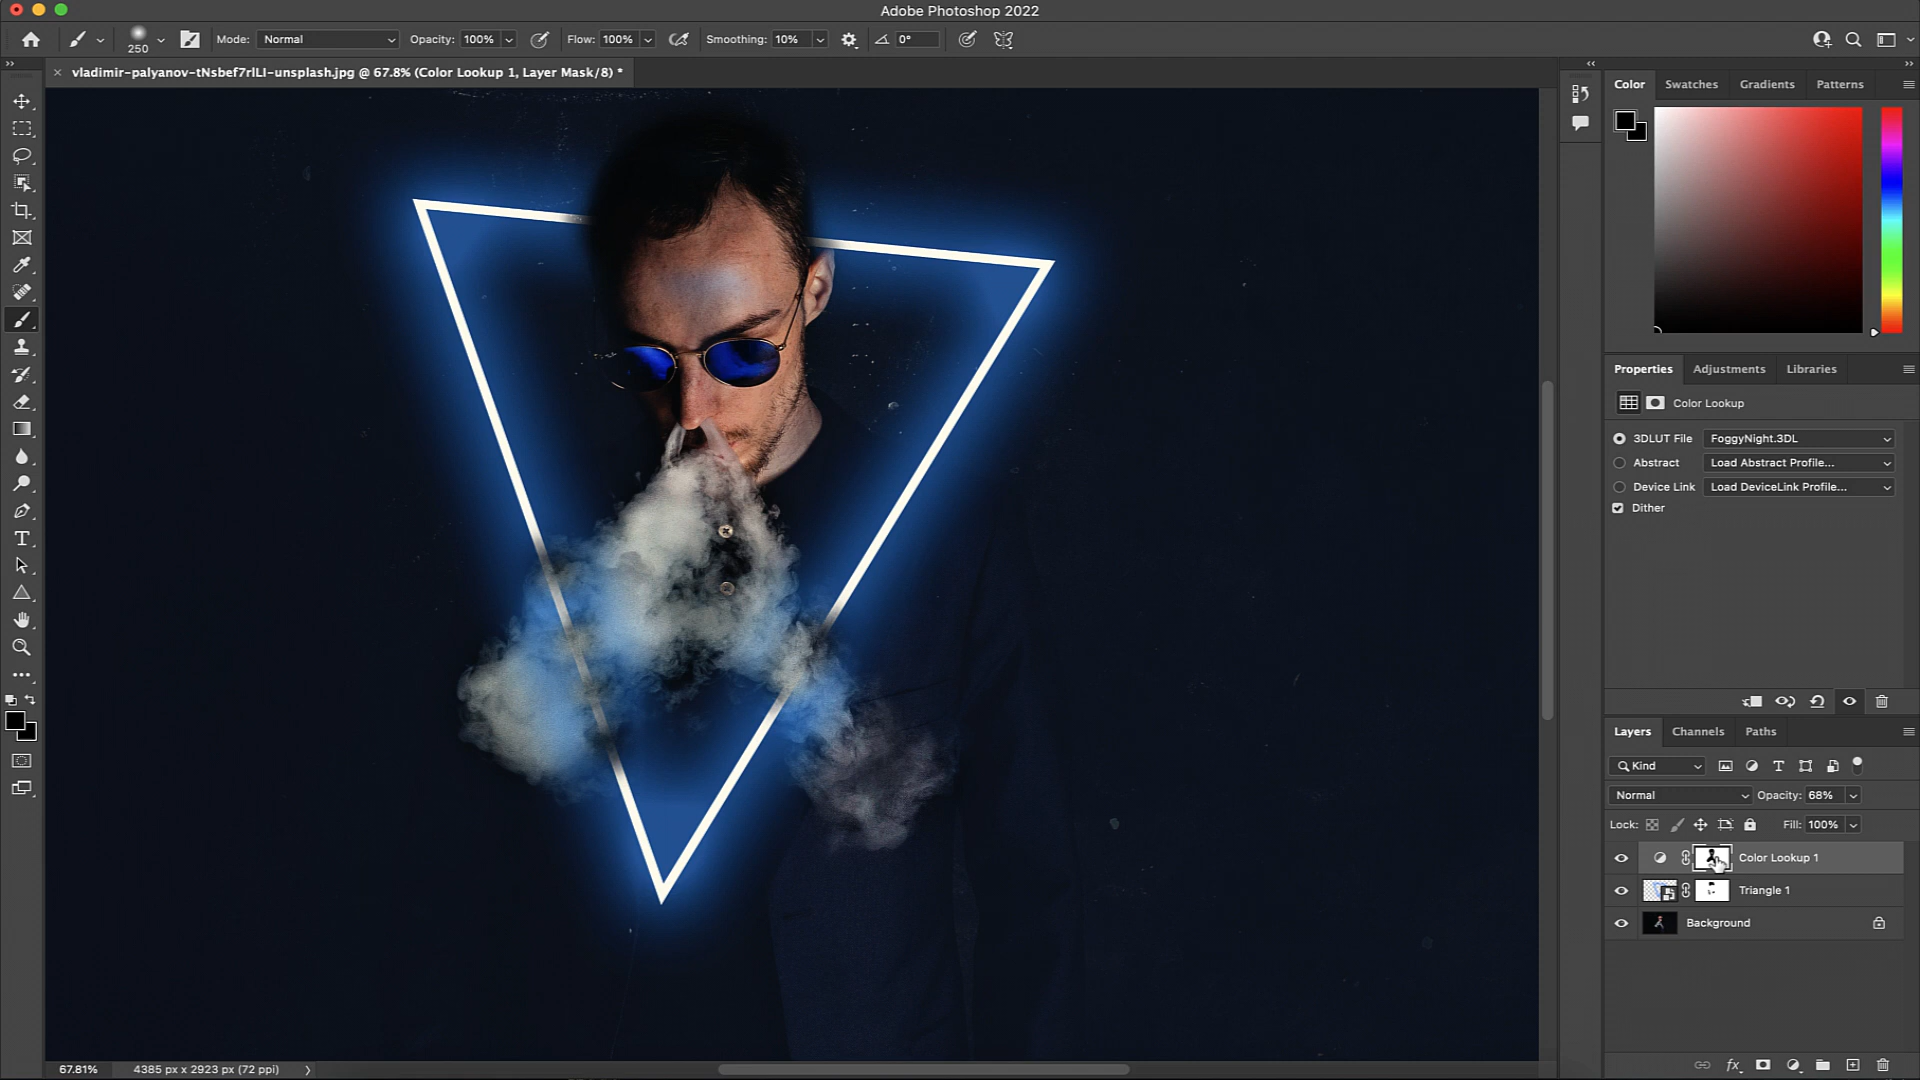 Adobe Photoshop 2022
250
Mode: Normal
Opacity: 100%
Flow: 100%
Smoothing: 10%
0°
vladimir-palyanov-tNsbef7rlLI-unsplash.jpg @ 67.8% (Color Lookup 1, Layer Mask/8) *
Color Swatches Gradients Patterns
Properties Adjustments Libraries
Color Lookup
3DLUT File FoggyNight.3DL
Abstract Load Abstract Profile...
Device Link Load DeviceLink Profile...
Dither
Layers Channels Paths
Kind
Normal Opacity: 68%
Lock: Fill: 100%
Color Lookup 1
Triangle 1
Background
fx
67.81% 4385 px x 2923 px (72 ppi)